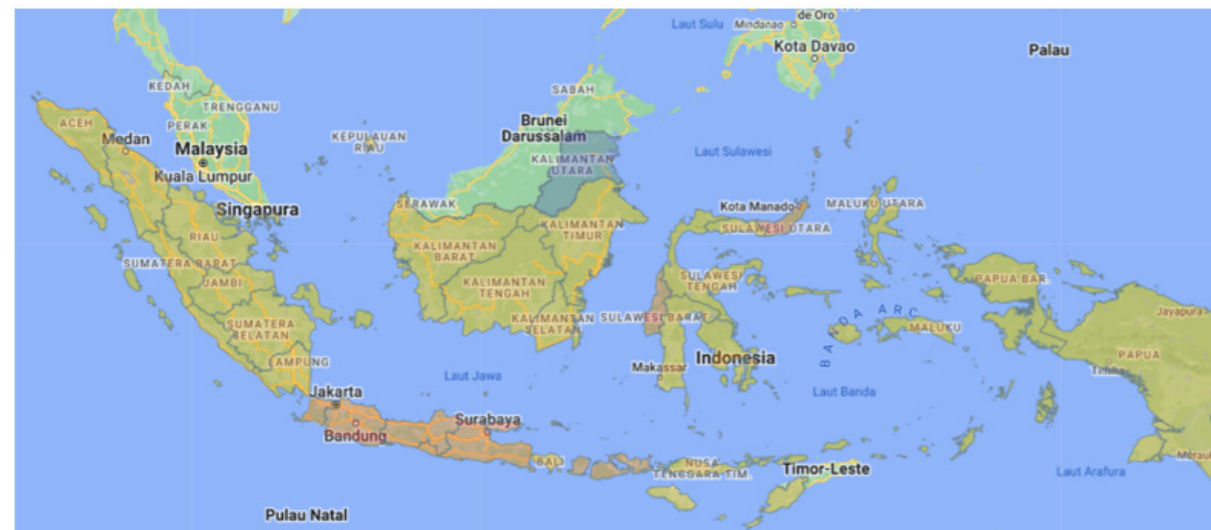 de Oro
Mindanao
Laut Sulu
Kota Davao
Palau
KEDAH
SABAH
TRENGGANU
ACEH
PERAK
Brunei
Darussalam
Medan
KEPULAUAN
RIAU
Malaysia
Laut Sulawesi
KALIMANTAN
UTARA
Kuala Lumpur
Singapura
SERAWAK
Kota Manado
MALUKU UTARA
SULAWESI UTARA
KALIMANTAN
TIMUR
RIAU
KALIMANTAN
BARAT
SUMATERA BARAT
SULAWESI
TENGAH
PAPUA BAR.
JAMBI
KALIMANTAN
TENGAH
Jayapura
SUMATERA
SELATAN
KALIMANTAN
SELATAN
SULAWESI BARAT
BANDA ARC
MALUKU
LAMPUNG
Indonesia
PAPUA
Makassar
Timika
Laut Jawa
Jakarta
Laut Banda
Surabaya
Bandung
BALI
NUSA
TENGGARA TIM.
Timor-Leste
Merauk
Laut Arafura
Pulau Natal